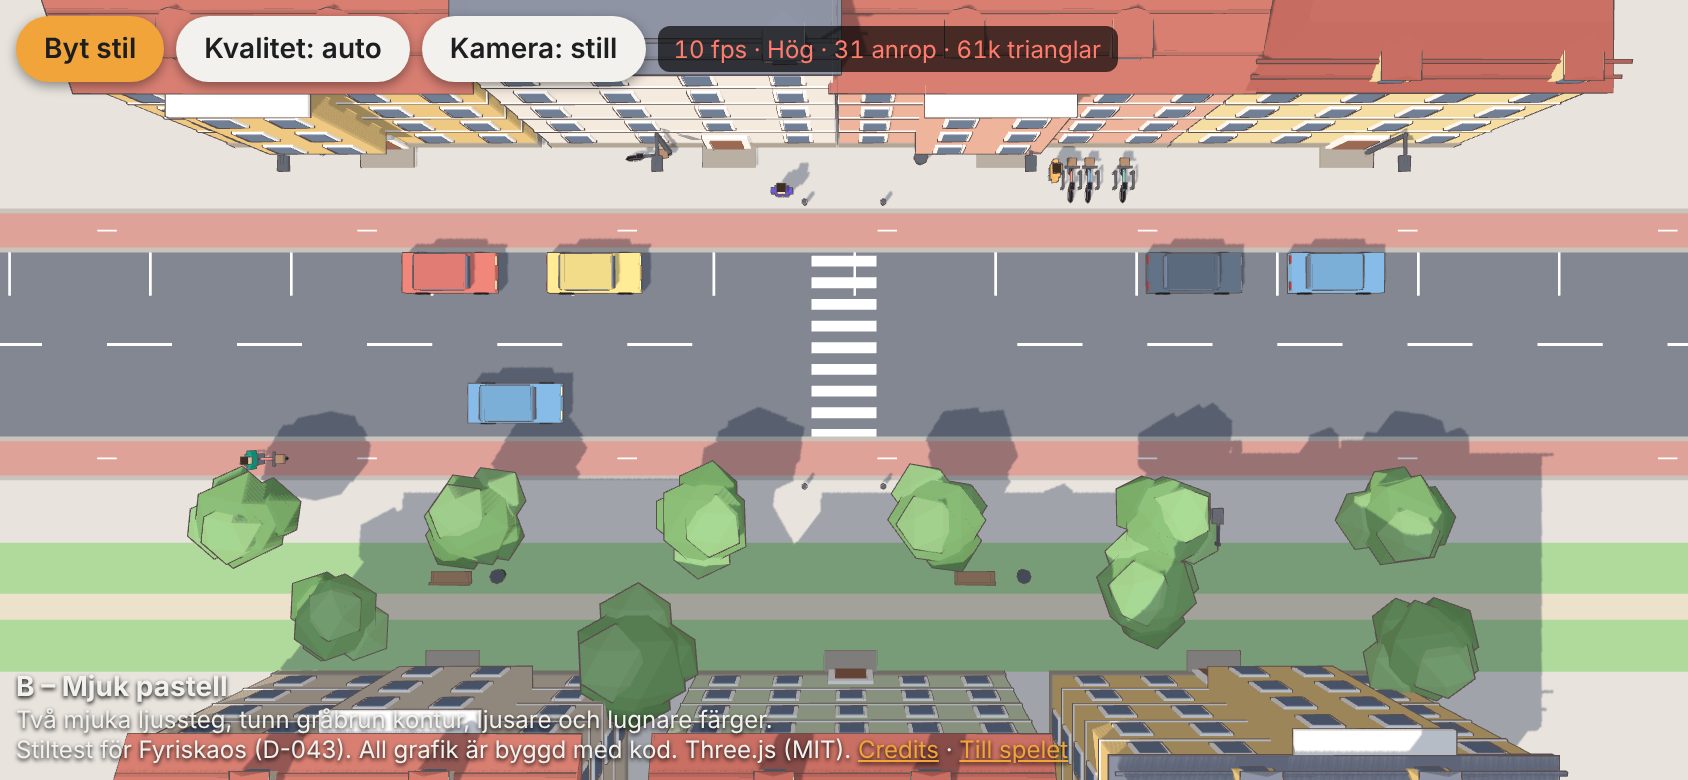 Byt stil
Kvalitet: auto
Kamera: still
10 fps · Hög · 31 anrop · 61k trianglar
B – Mjuk pastell
Två mjuka ljussteg, tunn gråbrun kontur, ljusare och lugnare färger.
Stiltest för Fyriskaos (D-043). All grafik är byggd med kod. Three.js (MIT). Credits · Till spelet